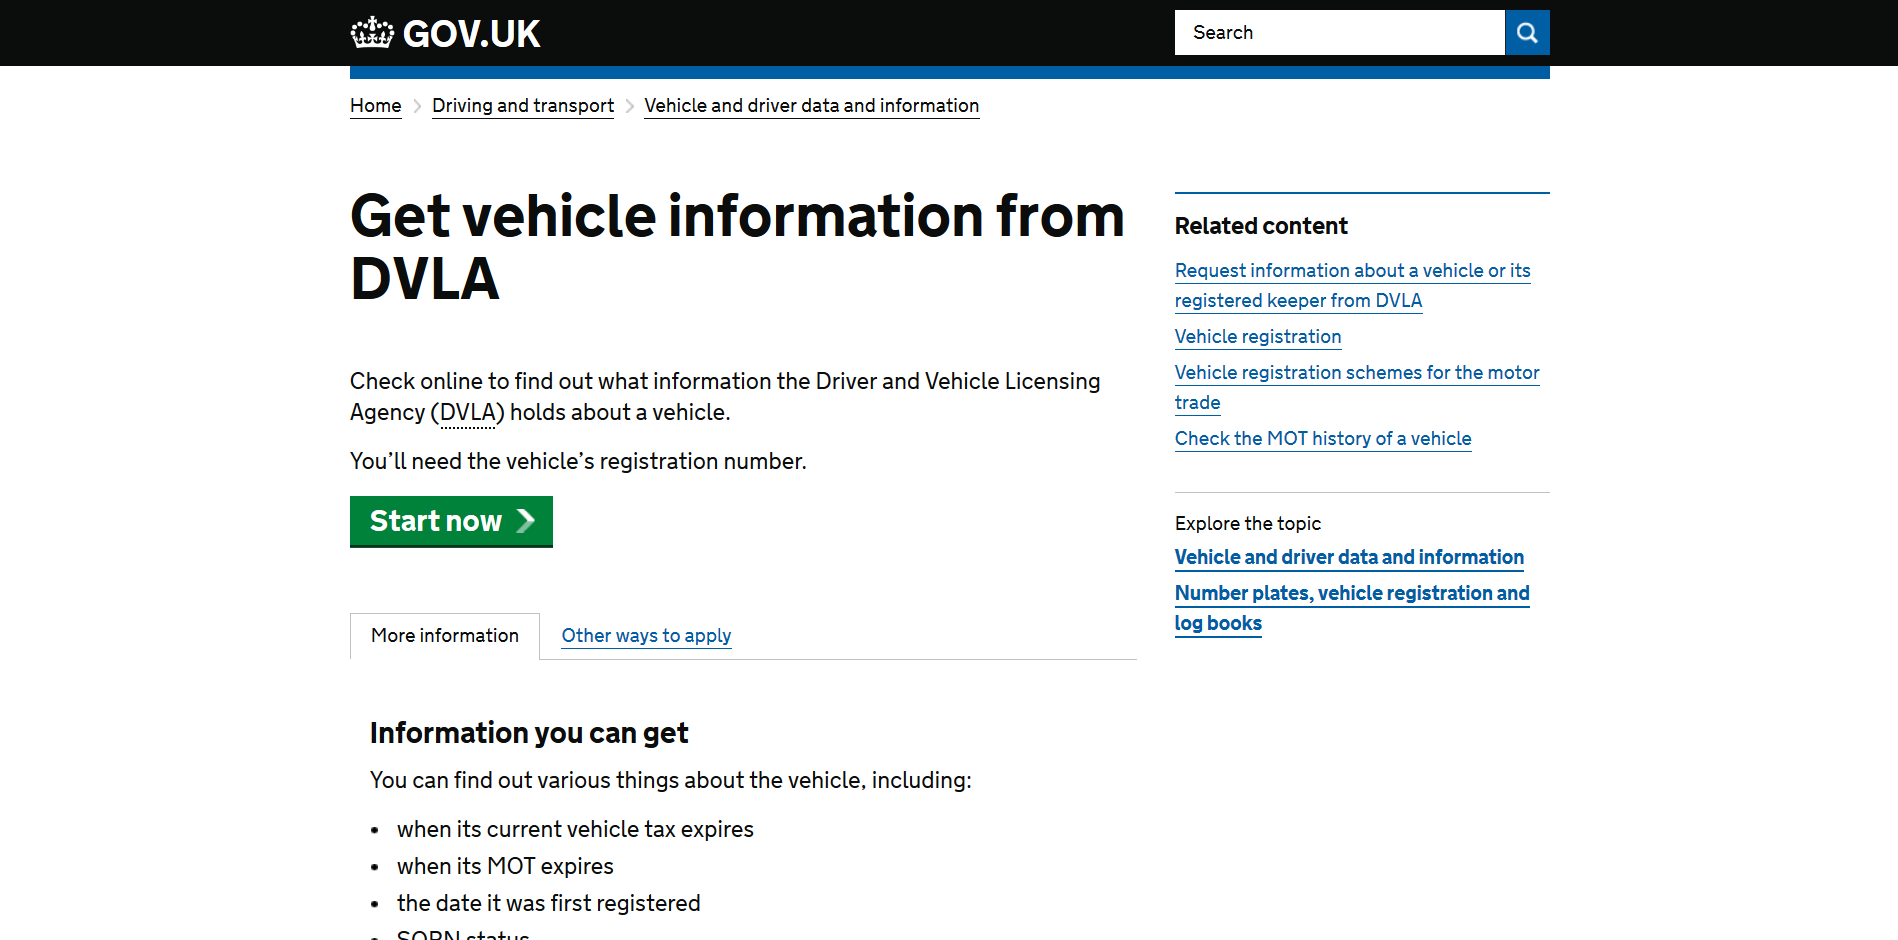 GOV.UK
Search
Home
Driving and transport
Vehicle and driver data and information
Get vehicle information from
DVLA
Check online to find out what information the Driver and Vehicle Licensing
Agency (DVLA) holds about a vehicle.
You’ll need the vehicle’s registration number.
Start now
More information
Other ways to apply
Information you can get
You can find out various things about the vehicle, including:
• when its current vehicle tax expires
• when its MOT expires
• the date it was first registered
• SORN status
Related content
Request information about a vehicle or its
registered keeper from DVLA
Vehicle registration
Vehicle registration schemes for the motor
trade
Check the MOT history of a vehicle
Explore the topic
Vehicle and driver data and information
Number plates, vehicle registration and
log books